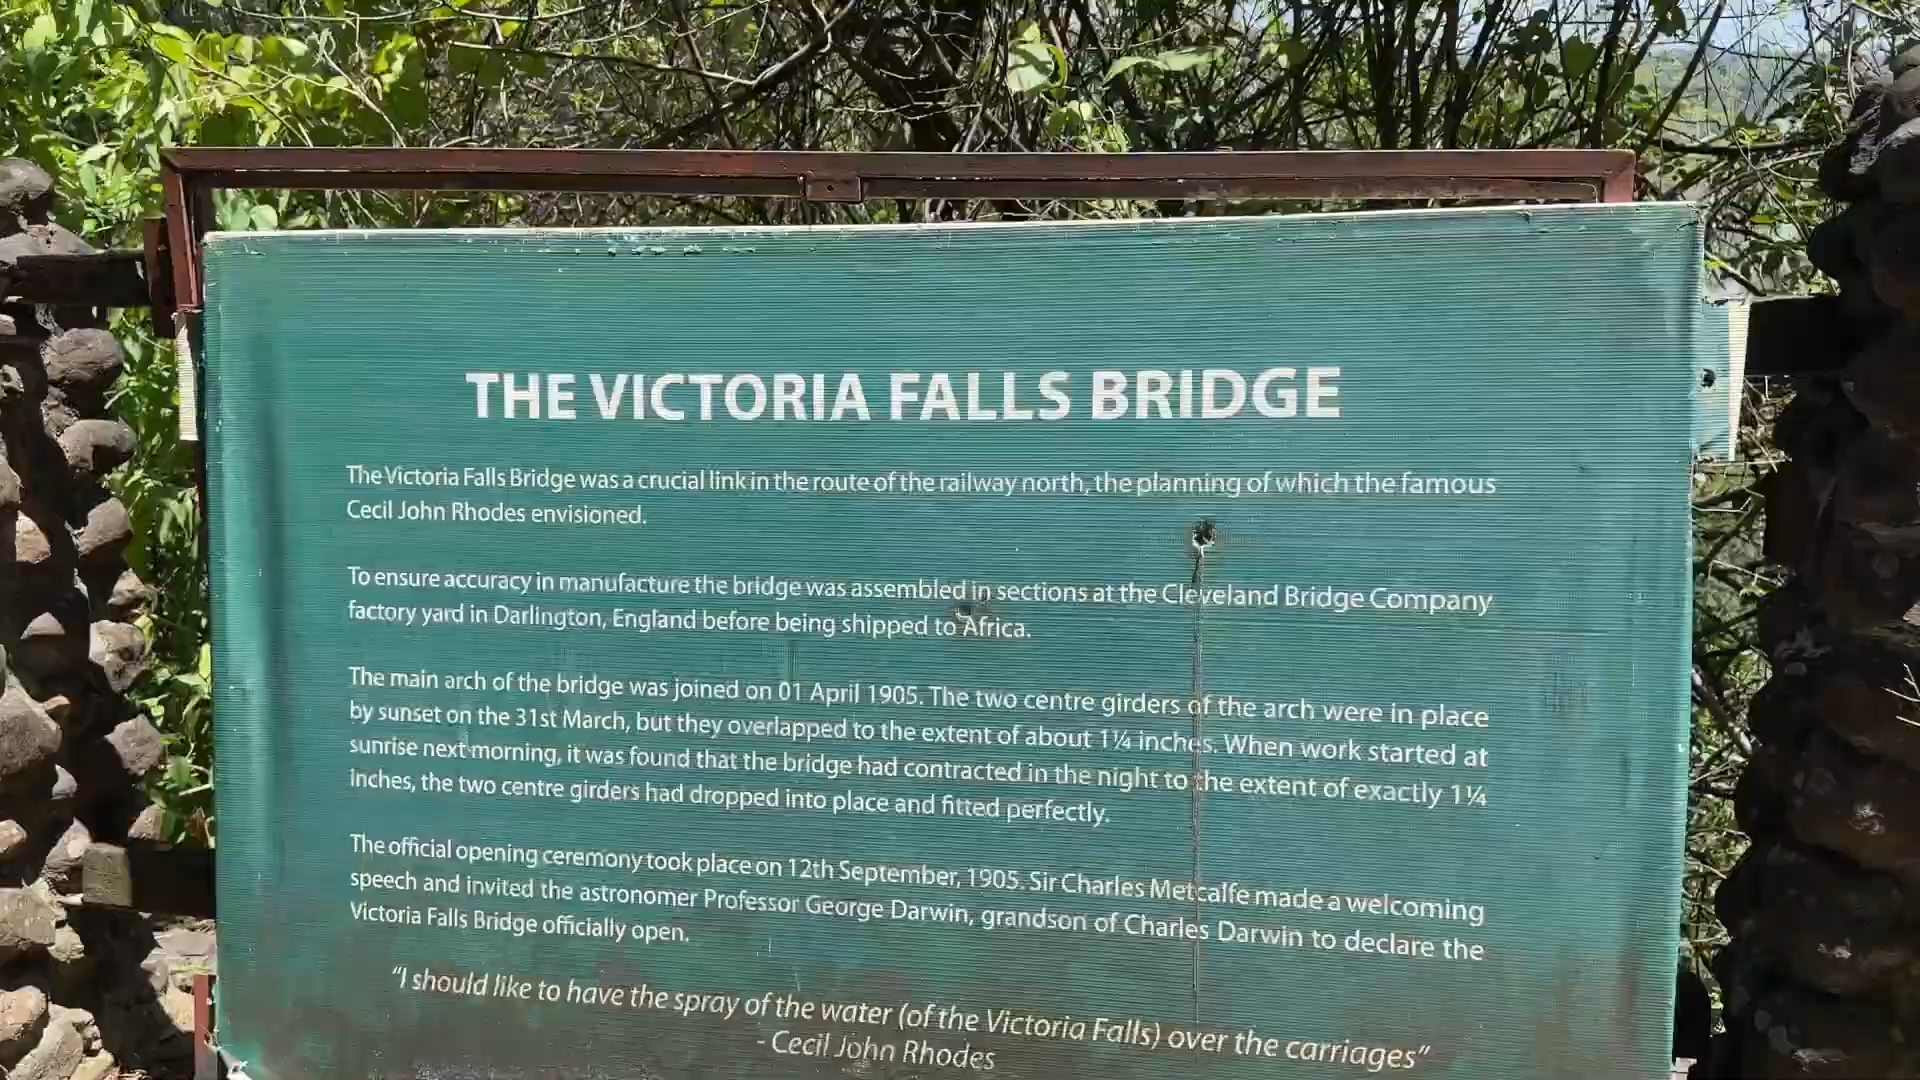 THE VICTORIA FALLS BRIDGE
The Victoria Falls Bridge was a crucial link in the route of the railway north, the planning of which the famous
Cecil John Rhodes envisioned.
To ensure accuracy in manufacture the bridge was assembled in sections at the Cleveland Bridge Company
factory yard in Darlington, England before being shipped to Africa.
The main arch of the bridge was joined on 01 April 1905. The two centre girders of the arch were in place
by sunset on the 31st March, but they overlapped to the extent of about 1¼ inches. When work started at
sunrise next morning, it was found that the bridge had contracted in the night to the extent of exactly 1¼
inches, the two centre girders had dropped into place and fitted perfectly.
The official opening ceremony took place on 12th September, 1905. Sir Charles Metcalfe made a welcoming
speech and invited the astronomer Professor George Darwin, grandson of Charles Darwin to declare the
Victoria Falls Bridge officially open.
“I should like to have the spray of the water (of the Victoria Falls) over the carriages”
- Cecil John Rhodes